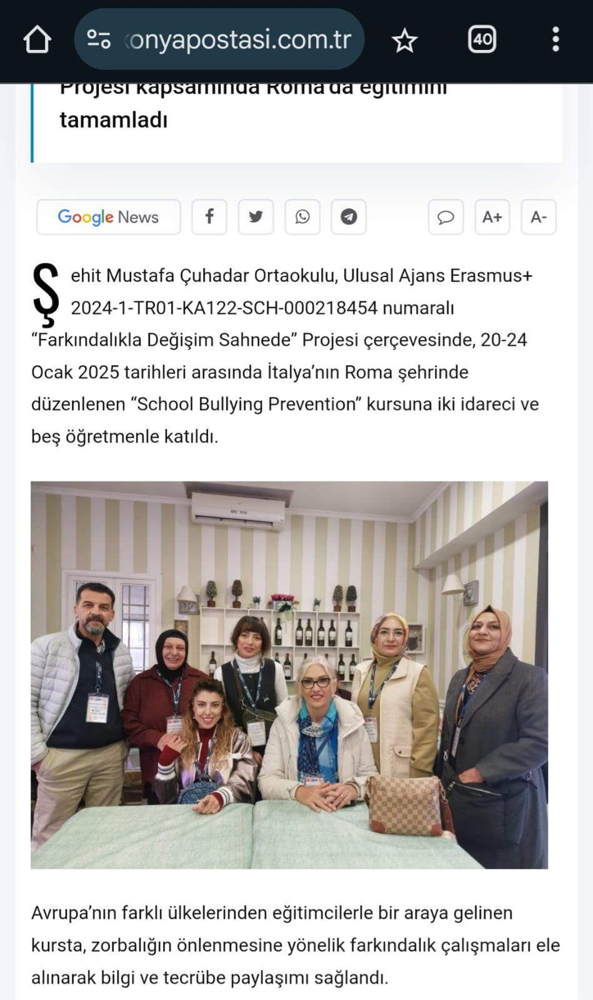 onyapostasi.com.tr
40
Projesi kapsamında Roma'da eğitimini
tamamladı
Google News
A+
A-
Şehit Mustafa Çuhadar Ortaokulu, Ulusal Ajans Erasmus+
2024-1-TR01-KA122-SCH-000218454 numaralı
“Farkındalıkla Değişim Sahnede” Projesi çerçevesinde, 20-24
Ocak 2025 tarihleri arasında İtalya’nın Roma şehrinde
düzenlenen “School Bullying Prevention” kursuna iki idareci ve
beş öğretmenle katıldı.
Avrupa’nın farklı ülkelerinden eğitimcilerle bir araya gelinen
kursta, zorbalığın önlenmesine yönelik farkındalık çalışmaları ele
alınarak bilgi ve tecrübe paylaşımı sağlandı.